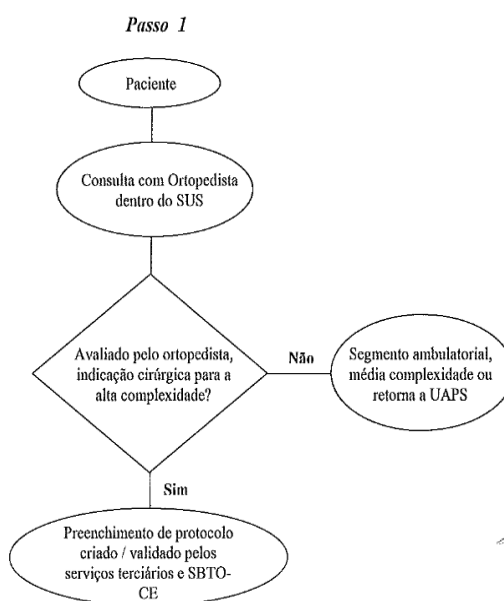 Passo 1
Paciente
Consulta com Ortopedista
dentro do SUS
Avaliado pelo ortopedista,
indicação cirúrgica para a
alta complexidade?
Não
Segmento ambulatorial,
média complexidade ou
retorna a UAPS
Sim
Preenchimento de protocolo
criado / validado pelos
serviços terciários e SBTO-
CE